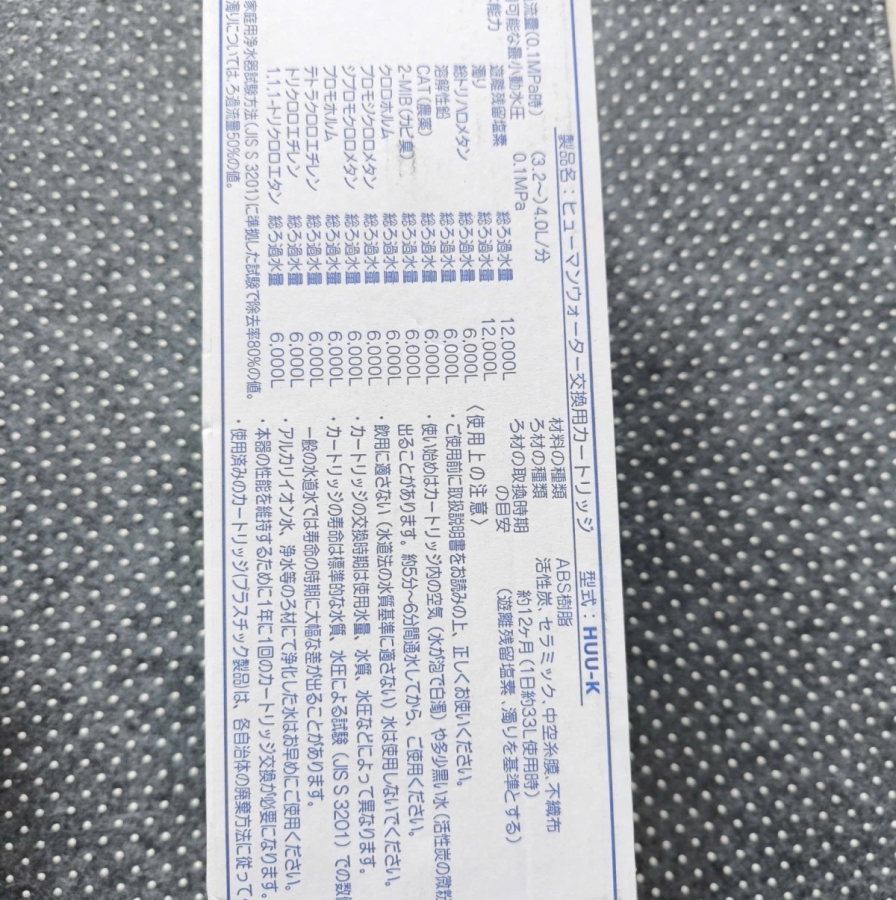 製品名：ヒューマンウォーター交換用カートリッジ　型式：HUU-K
流量(0.1MPa時)　(3.2〜)4.0L/分
可能な最小動水圧　0.1MPa
能力
遊離残留塩素　総ろ過水量　12,000L
濁り　総ろ過水量　12,000L
総トリハロメタン　総ろ過水量　6,000L
溶解性鉛　総ろ過水量　6,000L
CAT(農薬)　総ろ過水量　6,000L
2-MIB(カビ臭)　総ろ過水量　6,000L
クロロホルム　総ろ過水量　6,000L
ブロモジクロロメタン　総ろ過水量　6,000L
ジブロモクロロメタン　総ろ過水量　6,000L
ブロモホルム　総ろ過水量　6,000L
テトラクロロエチレン　総ろ過水量　6,000L
トリクロロエチレン　総ろ過水量　6,000L
1,1,1-トリクロロエタン　総ろ過水量　6,000L
家庭用浄水器試験方法(JIS S 3201)に準拠した試験で除去率80%の値。
濁りについては、ろ過流量50%の値。
材料の種類　ABS樹脂
ろ材の種類　活性炭、セラミック、中空糸膜、不織布
ろ材の取換時期　約12ヶ月(1日約33L使用時)
の目安　(遊離残留塩素、濁りを基準とする)
〈使用上の注意〉
・ご使用前に取扱説明書をお読みの上、正しくお使いください。
・使い始めはカートリッジ内の空気(水が泡で白濁)や多少黒い水(活性炭の微粉
出ることがあります。約5分〜6分間通水してから、ご使用ください。
・飲用に適さない(水道法の水質基準に適さない)水は使用しないでください。
・カートリッジの交換時期は使用水量、水質、水圧などによって異なります。
・カートリッジの寿命は標準的な水質、水圧による試験(JIS S 3201)での数値
一般の水道水では寿命の時期に大幅な差が出ることがあります。
・アルカリイオン水、浄水等のろ材にて浄化した水はお早めにご使用ください。
・本器の性能を維持するために1年に1回のカートリッジ交換が必要になります。
・使用済みのカートリッジ(プラスチック製品)は、各自治体の廃棄方法に従って